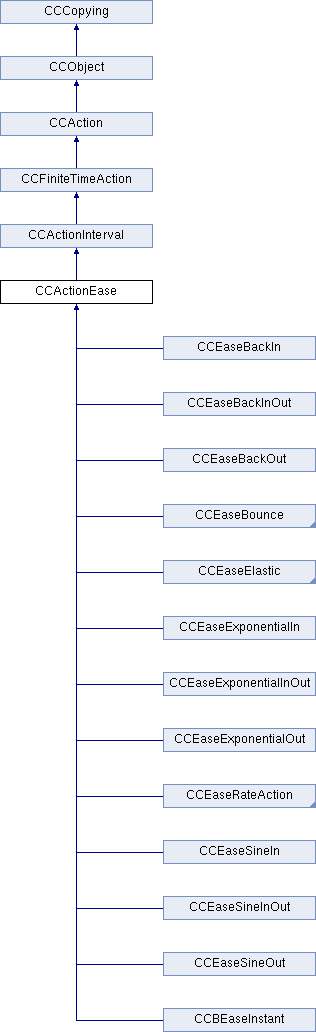 CCCopying
CCObject
CCAction
CCFiniteTimeAction
CCActionInterval
CCActionEase
CCEaseBackIn
CCEaseBackInOut
CCEaseBackOut
CCEaseBounce
CCEaseElastic
CCEaseExponentialIn
CCEaseExponentialInOut
CCEaseExponentialOut
CCEaseRateAction
CCEaseSineIn
CCEaseSineInOut
CCEaseSineOut
CCBEaseInstant